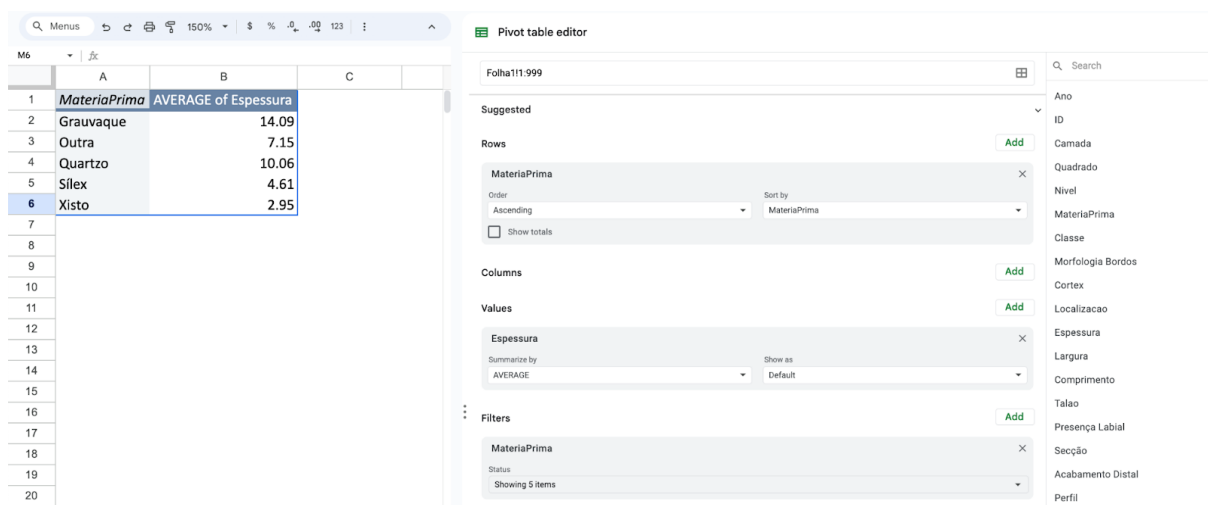 Menus 150% $ % .0 .00 123
M6 fx
A B C
1 MateriaPrima AVERAGE of Espessura
2 Grauvaque 14.09
3 Outra 7.15
4 Quartzo 10.06
5 Sílex 4.61
6 Xisto 2.95
7
8
9
10
11
12
13
14
15
16
17
18
19
20
Pivot table editor
Folha1!1:999
Suggested
Rows Add
MateriaPrima
Order Sort by
Ascending MateriaPrima
Show totals
Columns Add
Values Add
Espessura
Summarize by Show as
AVERAGE Default
Filters Add
MateriaPrima
Status
Showing 5 items
Search
Ano
ID
Camada
Quadrado
Nivel
MateriaPrima
Classe
Morfologia Bordos
Cortex
Localizacao
Espessura
Largura
Comprimento
Talao
Presença Labial
Secção
Acabamento Distal
Perfil